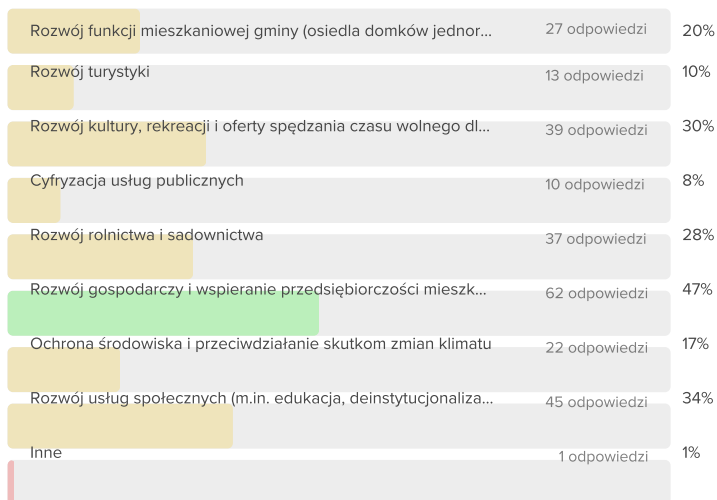 Rozwój funkcji mieszkaniowej gminy (osiedla domków jednor... 27 odpowiedzi 20%
Rozwój turystyki 13 odpowiedzi 10%
Rozwój kultury, rekreacji i oferty spędzania czasu wolnego dl... 39 odpowiedzi 30%
Cyfryzacja usług publicznych 10 odpowiedzi 8%
Rozwój rolnictwa i sadownictwa 37 odpowiedzi 28%
Rozwój gospodarczy i wspieranie przedsiębiorczości mieszk... 62 odpowiedzi 47%
Ochrona środowiska i przeciwdziałanie skutkom zmian klimatu 22 odpowiedzi 17%
Rozwój usług społecznych (m.in. edukacja, deinstytucjonaliza... 45 odpowiedzi 34%
Inne 1 odpowiedzi 1%